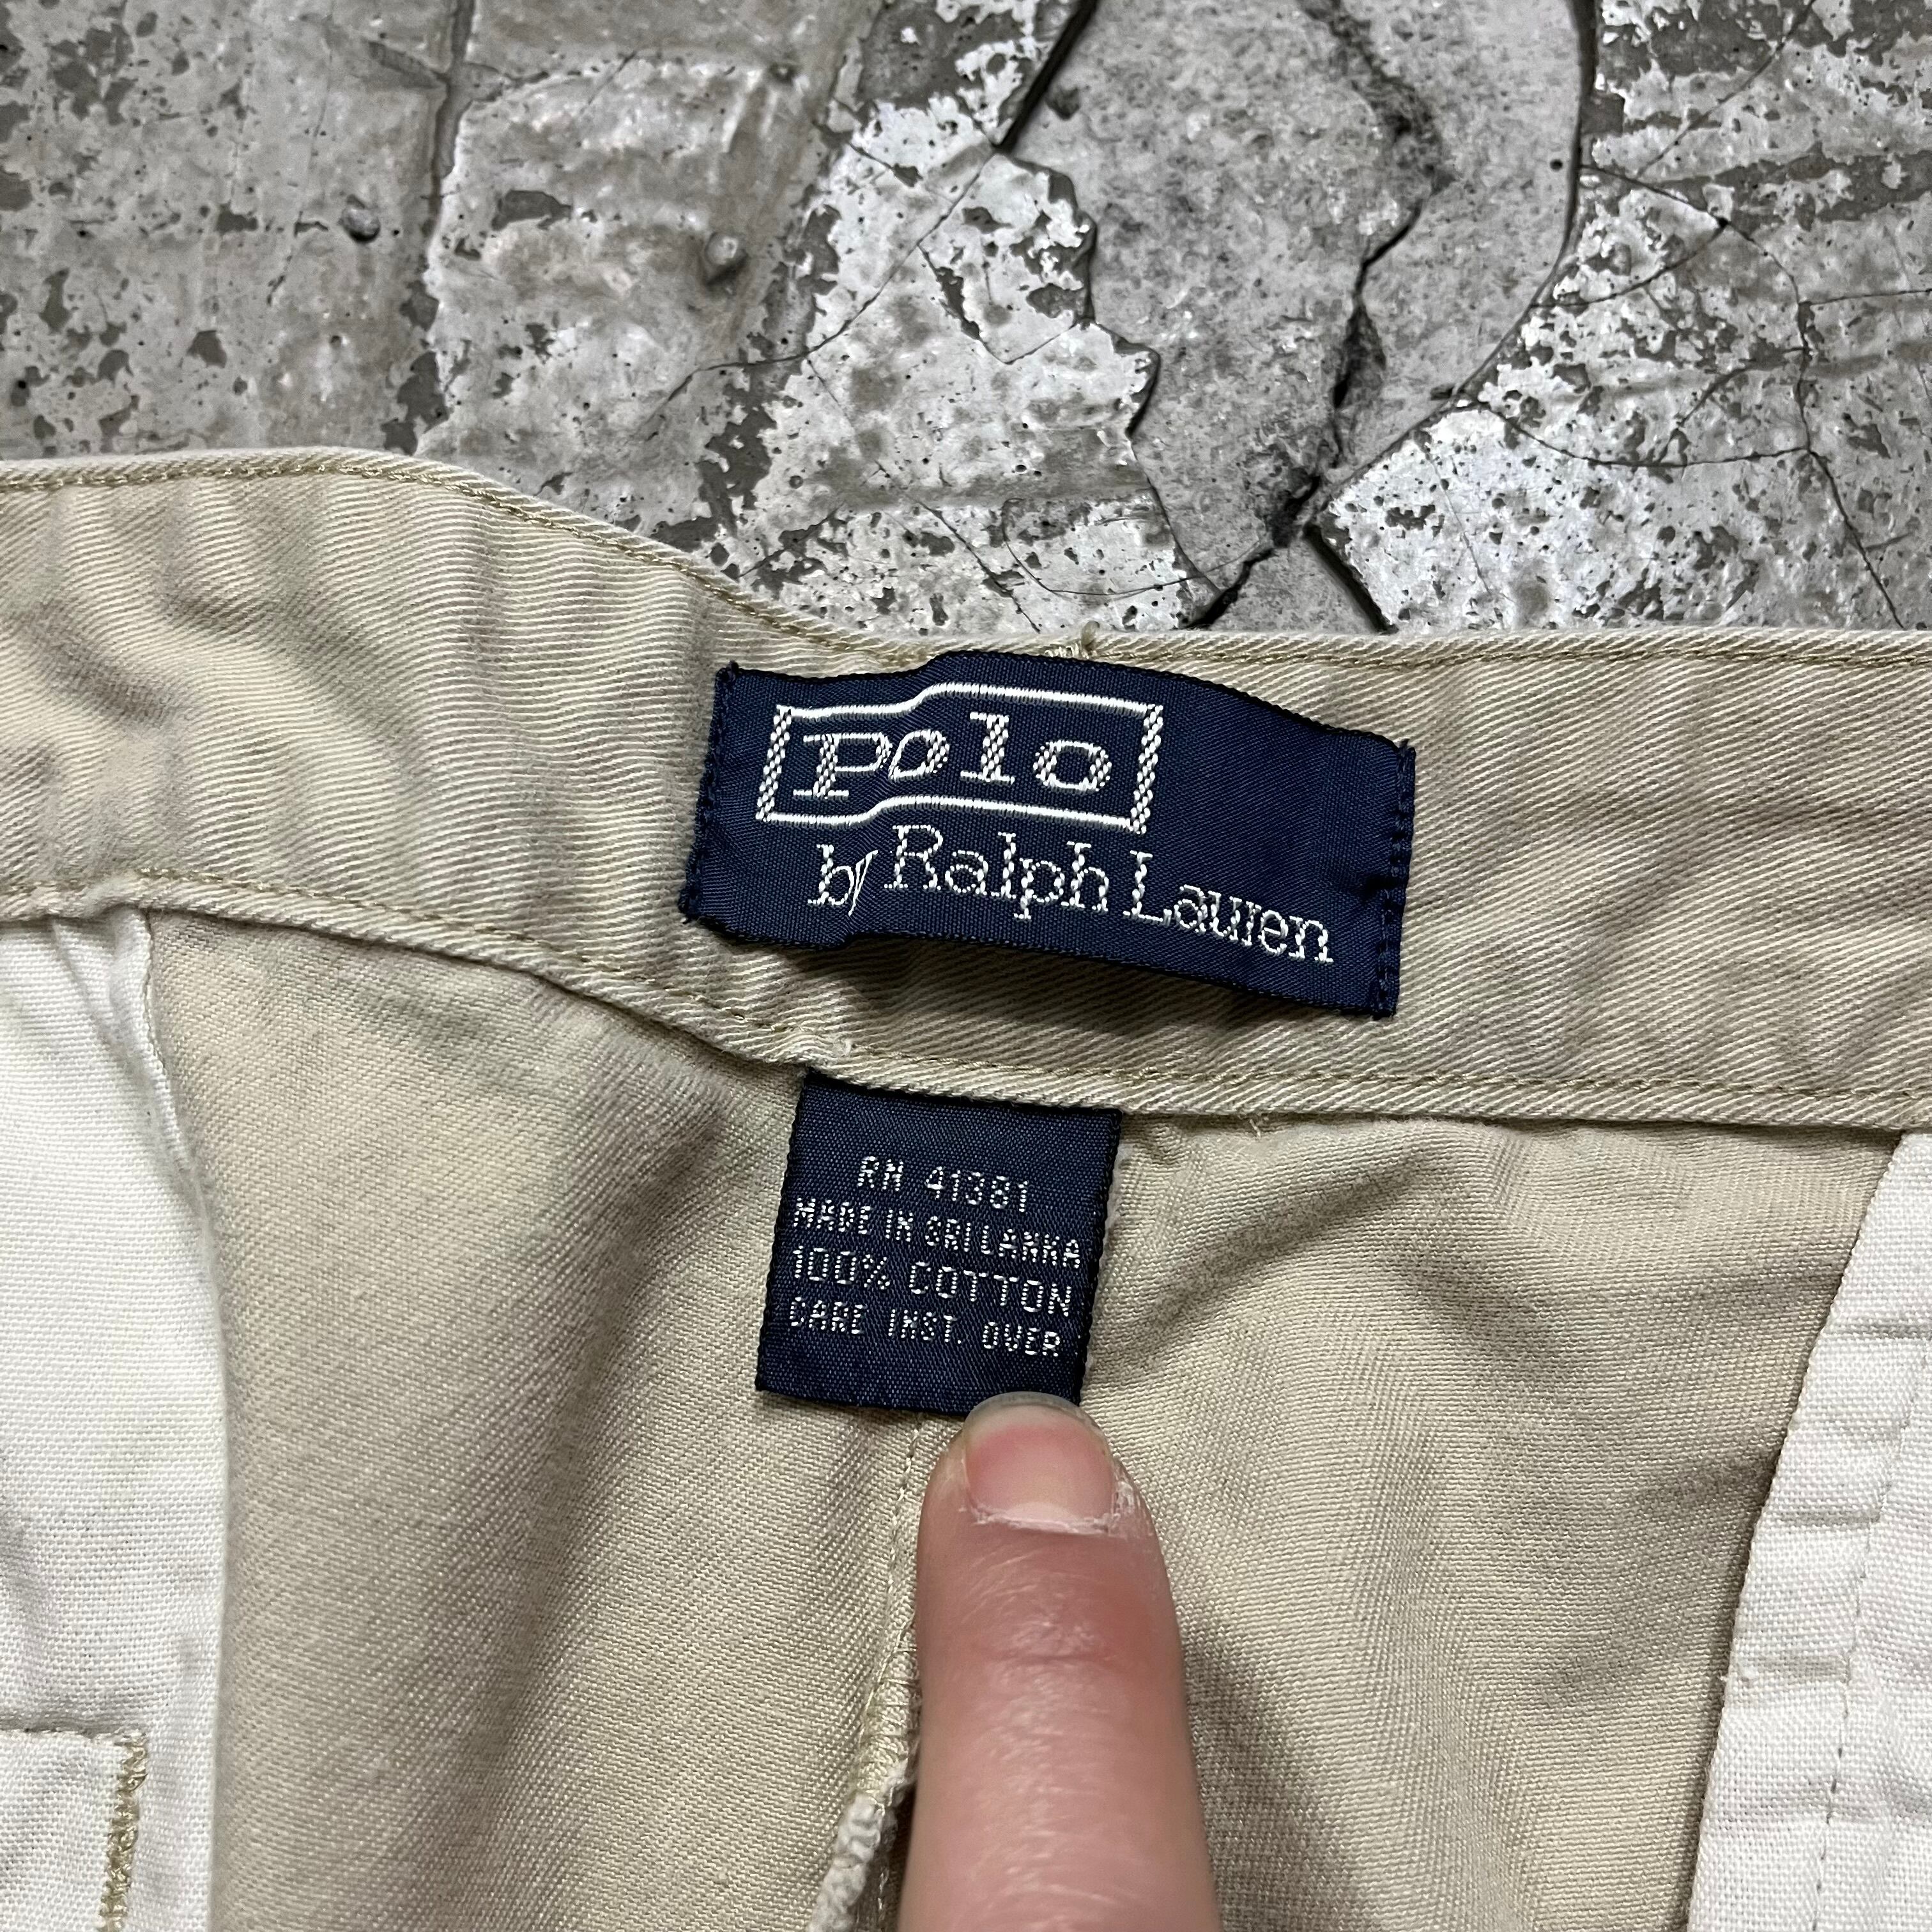 Polo
by Ralph Lauren
RN 41381
MADE IN SRI LANKA
100% COTTON
CARE INST. OVER